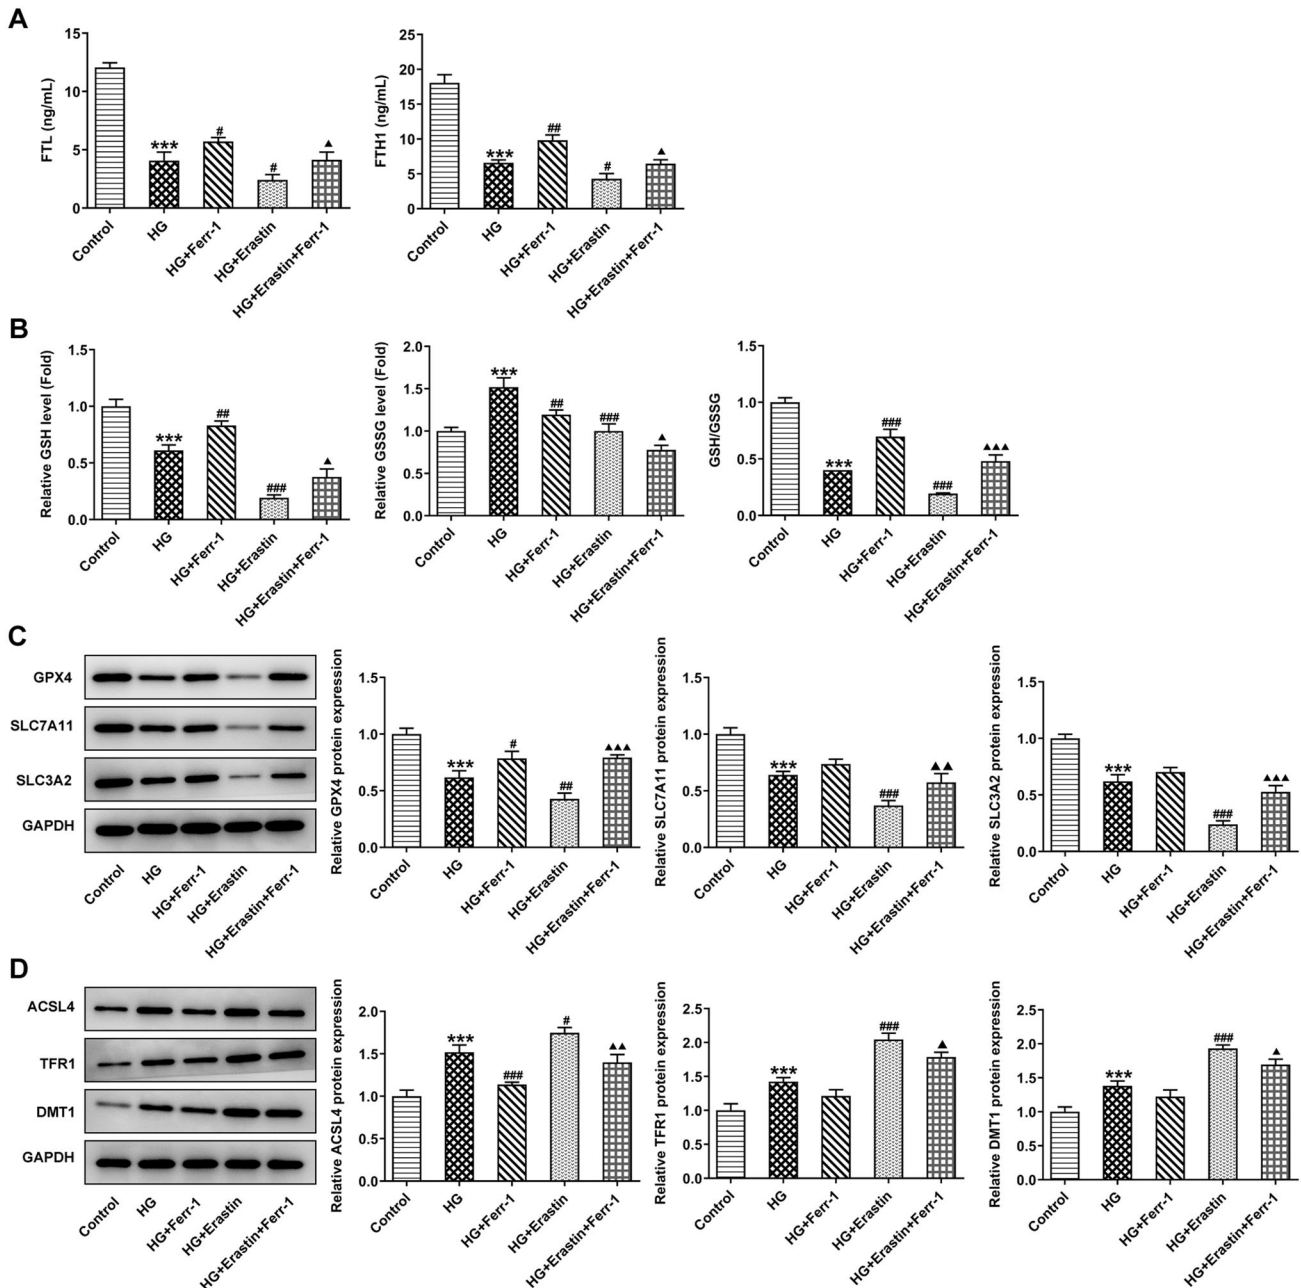 A
FTL (ng/mL)
15
10
5
0
***
#
#
▲
Control
HG
HG+Ferr-1
HG+Erastin
HG+Erastin+Ferr-1
FTH1 (ng/mL)
25
20
15
10
5
0
***
##
#
▲
Control
HG
HG+Ferr-1
HG+Erastin
HG+Erastin+Ferr-1
B
Relative GSH level (Fold)
1.5
1.0
0.5
0.0
***
##
###
▲
Control
HG
HG+Ferr-1
HG+Erastin
HG+Erastin+Ferr-1
Relative GSSG level (Fold)
2.0
1.5
1.0
0.5
0.0
***
##
###
▲
Control
HG
HG+Ferr-1
HG+Erastin
HG+Erastin+Ferr-1
GSH/GSSG
1.5
1.0
0.5
0.0
***
###
###
▲▲▲
Control
HG
HG+Ferr-1
HG+Erastin
HG+Erastin+Ferr-1
C
GPX4
SLC7A11
SLC3A2
GAPDH
Control
HG
HG+Ferr-1
HG+Erastin
HG+Erastin+Ferr-1
Relative GPX4 protein expression
1.5
1.0
0.5
0.0
***
#
##
▲▲▲
Control
HG
HG+Ferr-1
HG+Erastin
HG+Erastin+Ferr-1
Relative SLC7A11 protein expression
1.5
1.0
0.5
0.0
***
###
▲▲
Control
HG
HG+Ferr-1
HG+Erastin
HG+Erastin+Ferr-1
Relative SLC3A2 protein expression
1.5
1.0
0.5
0.0
***
###
▲▲▲
Control
HG
HG+Ferr-1
HG+Erastin
HG+Erastin+Ferr-1
D
ACSL4
TFR1
DMT1
GAPDH
Control
HG
HG+Ferr-1
HG+Erastin
HG+Erastin+Ferr-1
Relative ACSL4 protein expression
2.0
1.5
1.0
0.5
0.0
***
###
#
▲▲
Control
HG
HG+Ferr-1
HG+Erastin
HG+Erastin+Ferr-1
Relative TFR1 protein expression
2.5
2.0
1.5
1.0
0.5
0.0
***
###
▲
Control
HG
HG+Ferr-1
HG+Erastin
HG+Erastin+Ferr-1
Relative DMT1 protein expression
2.5
2.0
1.5
1.0
0.5
0.0
***
###
▲
Control
HG
HG+Ferr-1
HG+Erastin
HG+Erastin+Ferr-1